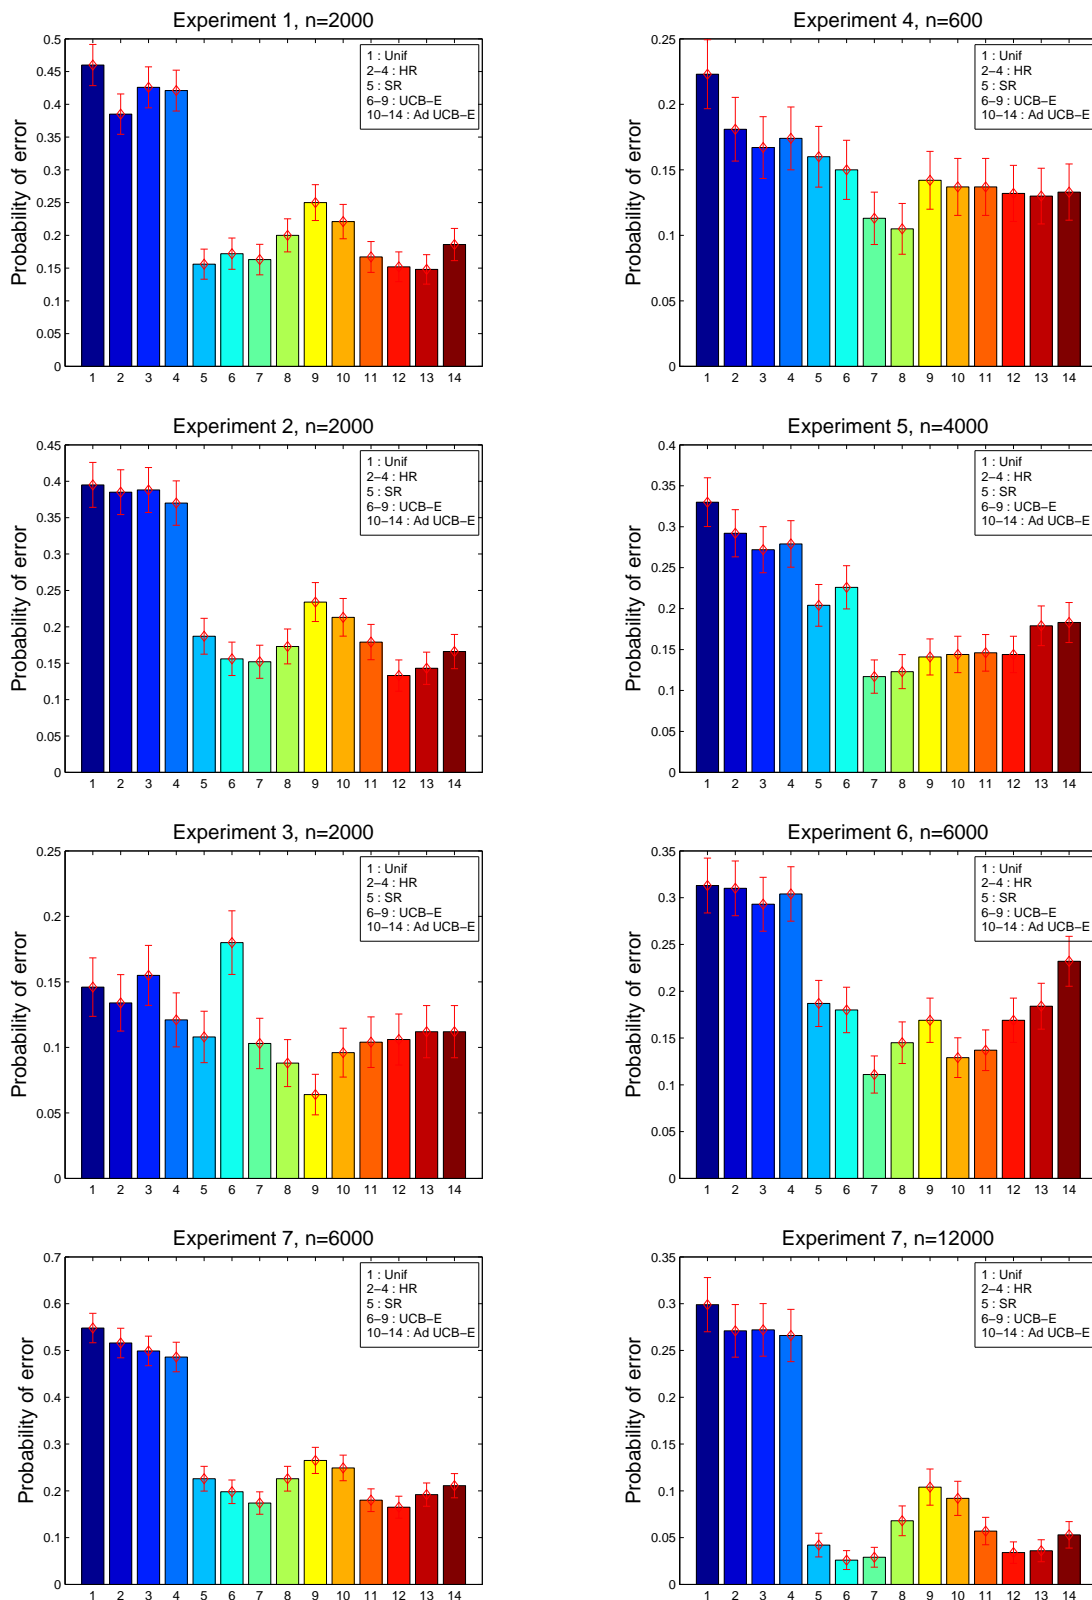 Experiment 1, n=2000
Probability of error
0.5
0.45
0.4
0.35
0.3
0.25
0.2
0.15
0.1
0.05
0
1 2 3 4 5 6 7 8 9 10 11 12 13 14
1 : Unif
2–4 : HR
5 : SR
6–9 : UCB–E
10–14 : Ad UCB–E
Experiment 4, n=600
Probability of error
0.25
0.2
0.15
0.1
0.05
0
1 2 3 4 5 6 7 8 9 10 11 12 13 14
1 : Unif
2–4 : HR
5 : SR
6–9 : UCB–E
10–14 : Ad UCB–E
Experiment 2, n=2000
Probability of error
0.45
0.4
0.35
0.3
0.25
0.2
0.15
0.1
0.05
0
1 2 3 4 5 6 7 8 9 10 11 12 13 14
1 : Unif
2–4 : HR
5 : SR
6–9 : UCB–E
10–14 : Ad UCB–E
Experiment 5, n=4000
Probability of error
0.4
0.35
0.3
0.25
0.2
0.15
0.1
0.05
0
1 2 3 4 5 6 7 8 9 10 11 12 13 14
1 : Unif
2–4 : HR
5 : SR
6–9 : UCB–E
10–14 : Ad UCB–E
Experiment 3, n=2000
Probability of error
0.25
0.2
0.15
0.1
0.05
0
1 2 3 4 5 6 7 8 9 10 11 12 13 14
1 : Unif
2–4 : HR
5 : SR
6–9 : UCB–E
10–14 : Ad UCB–E
Experiment 6, n=6000
Probability of error
0.35
0.3
0.25
0.2
0.15
0.1
0.05
0
1 2 3 4 5 6 7 8 9 10 11 12 13 14
1 : Unif
2–4 : HR
5 : SR
6–9 : UCB–E
10–14 : Ad UCB–E
Experiment 7, n=6000
Probability of error
0.7
0.6
0.5
0.4
0.3
0.2
0.1
0
1 2 3 4 5 6 7 8 9 10 11 12 13 14
1 : Unif
2–4 : HR
5 : SR
6–9 : UCB–E
10–14 : Ad UCB–E
Experiment 7, n=12000
Probability of error
0.35
0.3
0.25
0.2
0.15
0.1
0.05
0
1 2 3 4 5 6 7 8 9 10 11 12 13 14
1 : Unif
2–4 : HR
5 : SR
6–9 : UCB–E
10–14 : Ad UCB–E